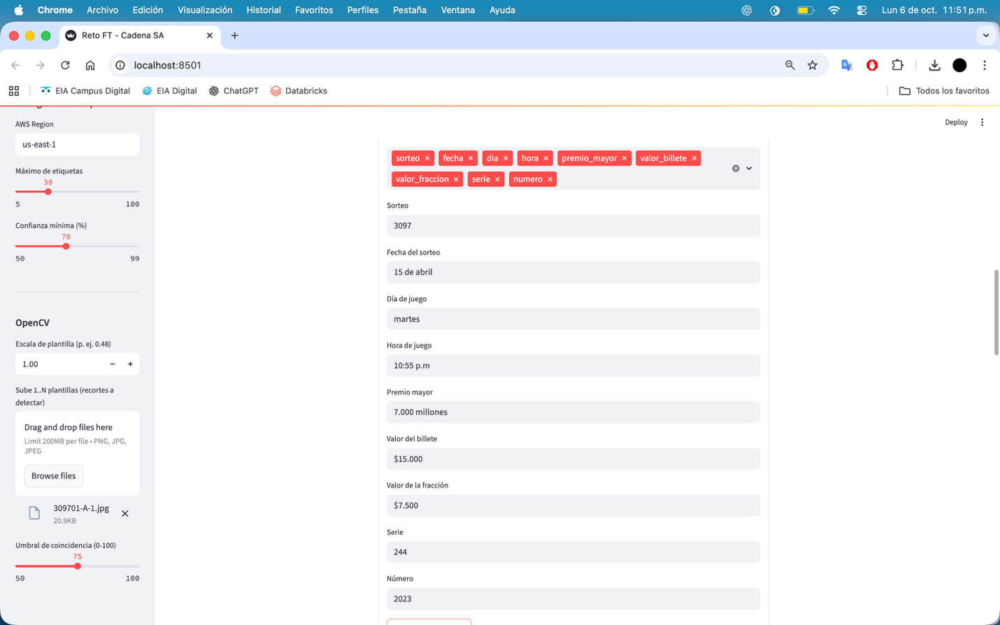 Chrome Archivo Edición Visualización Historial Favoritos Perfiles Pestaña Ventana Ayuda Lun 6 de oct. 11:51 p.m.
Reto FT - Cadena SA
localhost:8501
EIA Campus Digital EIA Digital ChatGPT Databricks Todos los favoritos
Deploy
AWS Region
us-east-1
Máximo de etiquetas
30
5 100
Confianza mínima (%)
70
50 99
OpenCV
Escala de plantilla (p. ej. 0.48)
1.00
Sube 1..N plantillas (recortes a
detectar)
Drag and drop files here
Limit 200MB per file • PNG, JPG,
JPEG
Browse files
309701-A-1.jpg
20.9KB
Umbral de coincidencia (0-100)
75
50 100
sorteo fecha dia hora premio_mayor valor_billete
valor_fraccion serie numero
Sorteo
3097
Fecha del sorteo
15 de abril
Día de juego
martes
Hora de juego
10:55 p.m
Premio mayor
7.000 millones
Valor del billete
$15.000
Valor de la fracción
$7.500
Serie
244
Número
2023